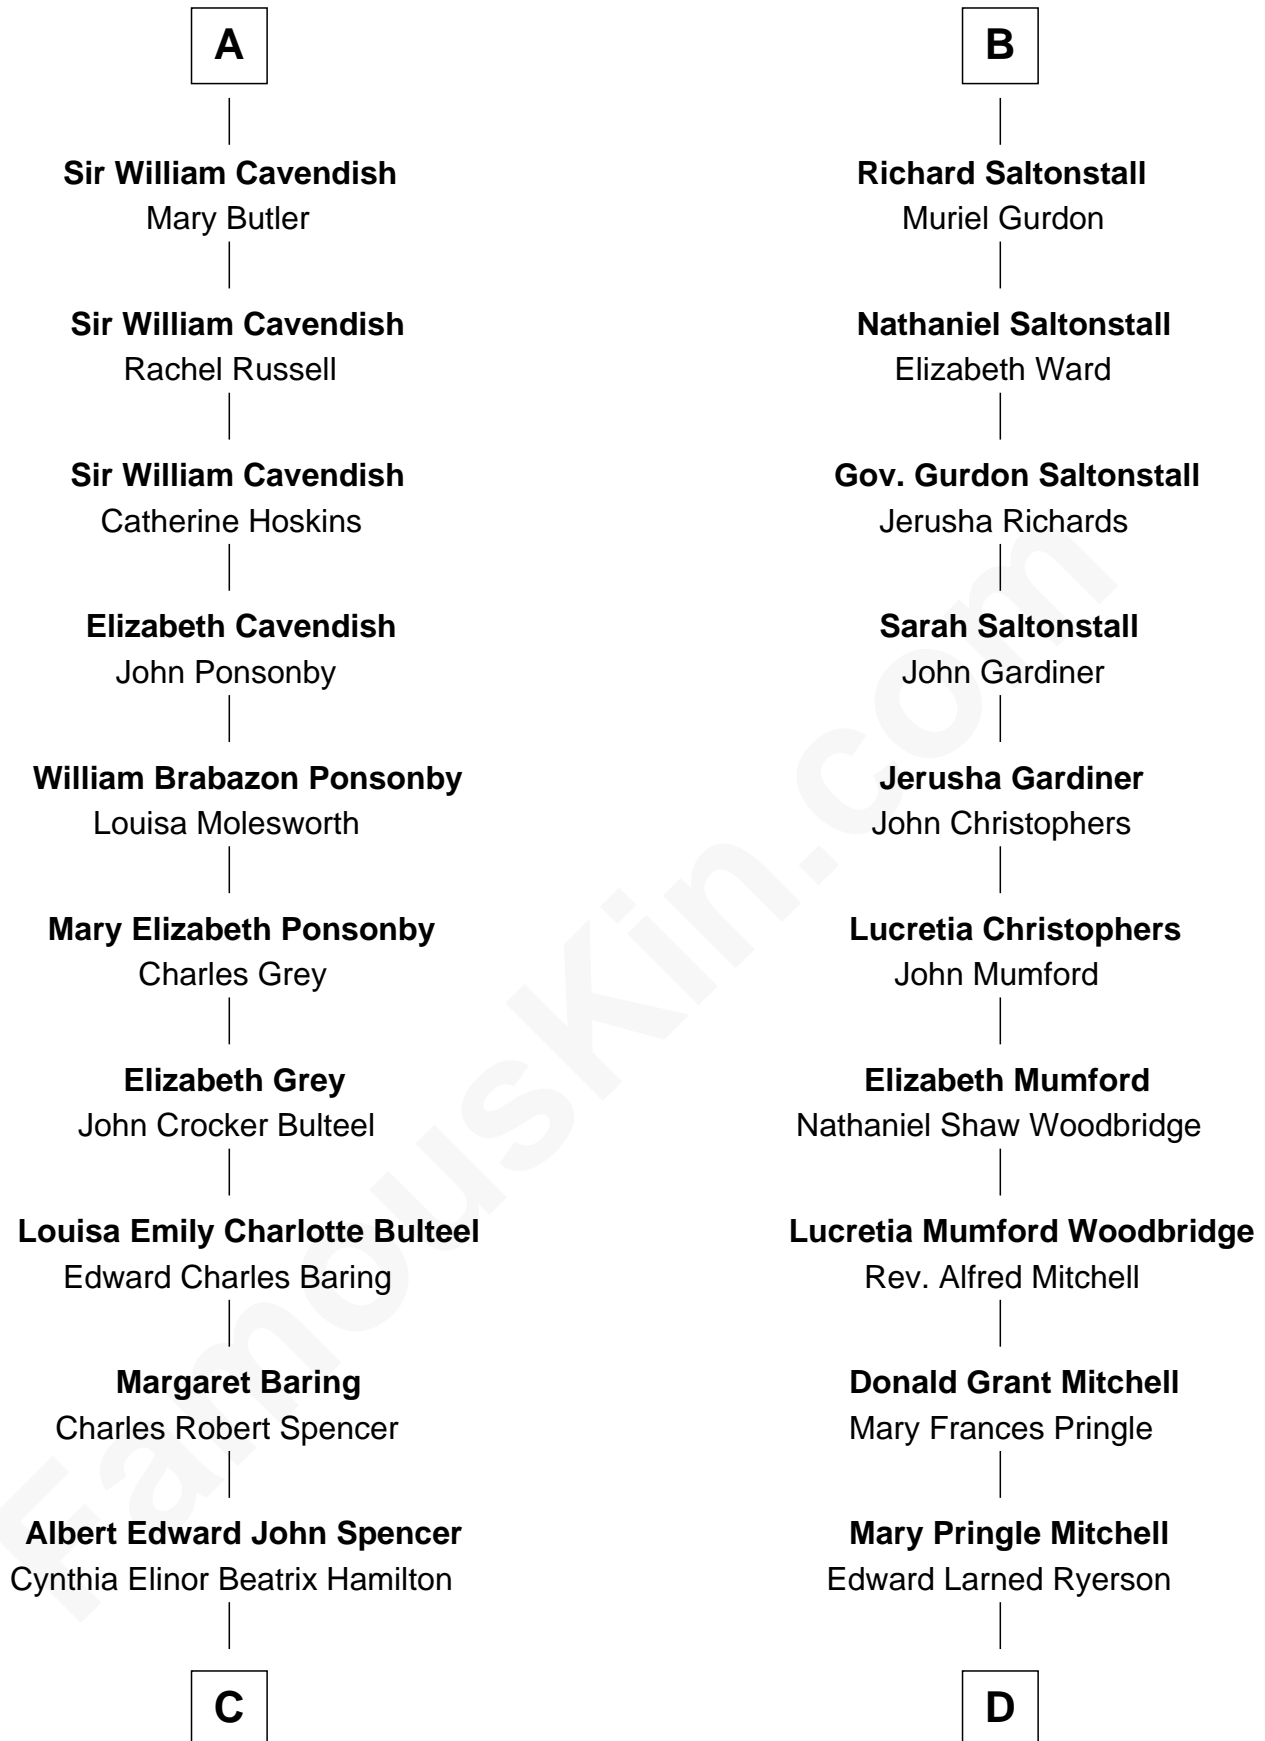 A
Sir William Cavendish
Mary Butler
Sir William Cavendish
Rachel Russell
Sir William Cavendish
Catherine Hoskins
Elizabeth Cavendish
John Ponsonby
William Brabazon Ponsonby
Louisa Molesworth
Mary Elizabeth Ponsonby
Charles Grey
Elizabeth Grey
John Crocker Bulteel
Louisa Emily Charlotte Bulteel
Edward Charles Baring
Margaret Baring
Charles Robert Spencer
Albert Edward John Spencer
Cynthia Elinor Beatrix Hamilton
C
B
Richard Saltonstall
Muriel Gurdon
Nathaniel Saltonstall
Elizabeth Ward
Gov. Gurdon Saltonstall
Jerusha Richards
Sarah Saltonstall
John Gardiner
Jerusha Gardiner
John Christophers
Lucretia Christophers
John Mumford
Elizabeth Mumford
Nathaniel Shaw Woodbridge
Lucretia Mumford Woodbridge
Rev. Alfred Mitchell
Donald Grant Mitchell
Mary Frances Pringle
Mary Pringle Mitchell
Edward Larned Ryerson
D
FamousKin.com